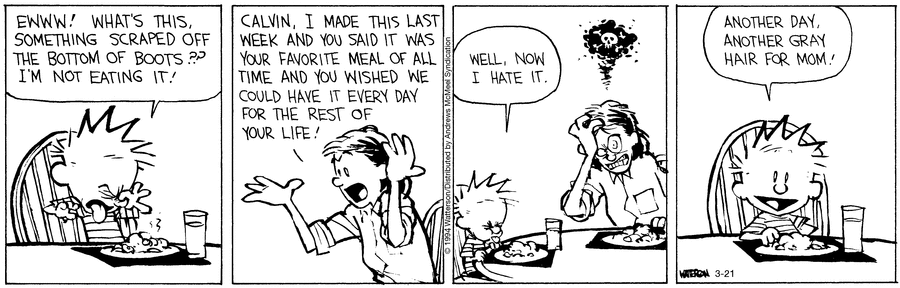 EWWW! WHAT'S THIS,
SOMETHING SCRAPED OFF
THE BOTTOM OF BOOTS??
I'M NOT EATING IT!
CALVIN, I MADE THIS LAST
WEEK AND YOU SAID IT WAS
YOUR FAVORITE MEAL OF ALL
TIME AND YOU WISHED WE
COULD HAVE IT EVERY DAY
FOR THE REST OF
YOUR LIFE!
© 1994 Watterson/Distributed by Andrews McMeel Syndication
WELL, NOW
I HATE IT.
ANOTHER DAY,
ANOTHER GRAY
HAIR FOR MOM!
WATTERSON 3-21